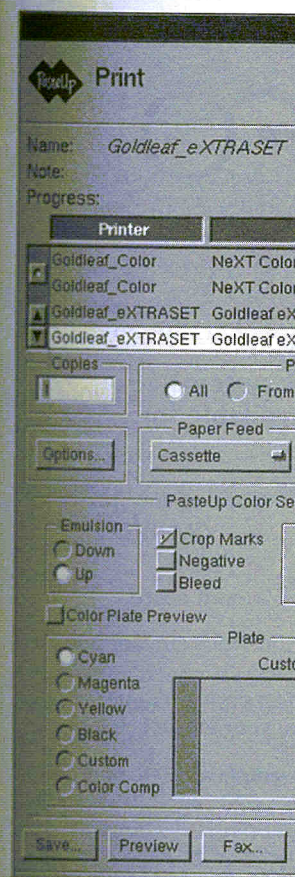 PasteUp Print
Name: Goldleaf_eXTRASET
Note:
Progress:
Printer
Goldleaf_Color NeXT Color
Goldleaf_Color NeXT Color
Goldleaf_eXTRASET Goldleaf eX
Goldleaf_eXTRASET Goldleaf eX
Copies P
1 All From
Paper Feed
Options... Cassette
PasteUp Color Se
Emulsion
Crop Marks
Down
Negative
Up
Bleed
Color Plate Preview
Plate
Cyan Custo
Magenta
Yellow
Black
Custom
Color Comp
Save... Preview Fax...